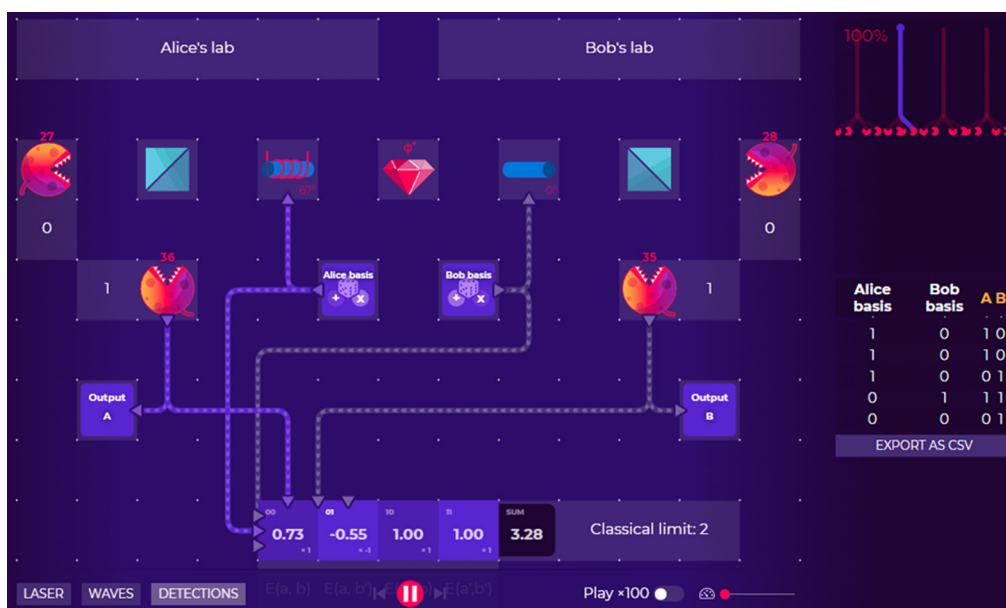 Alice's lab
Bob's lab
100%
27
28
Φ+
67°
0°
0
0
36
35
1
1
Alice basis
+ x
Bob basis
+ x
Alice basis
Bob basis
A B
1 0 1 0
1 0 1 0
1 0 0 1
0 1 1 1
0 0 0 1
EXPORT AS CSV
Output
A
Output
B
00
01
10
11
SUM
0.73
-0.55
1.00
1.00
3.28
×1
×-1
×1
×1
Classical limit: 2
LASER
WAVES
DETECTIONS
E(a, b)
E(a, b')
E(a',b')
Play ×100